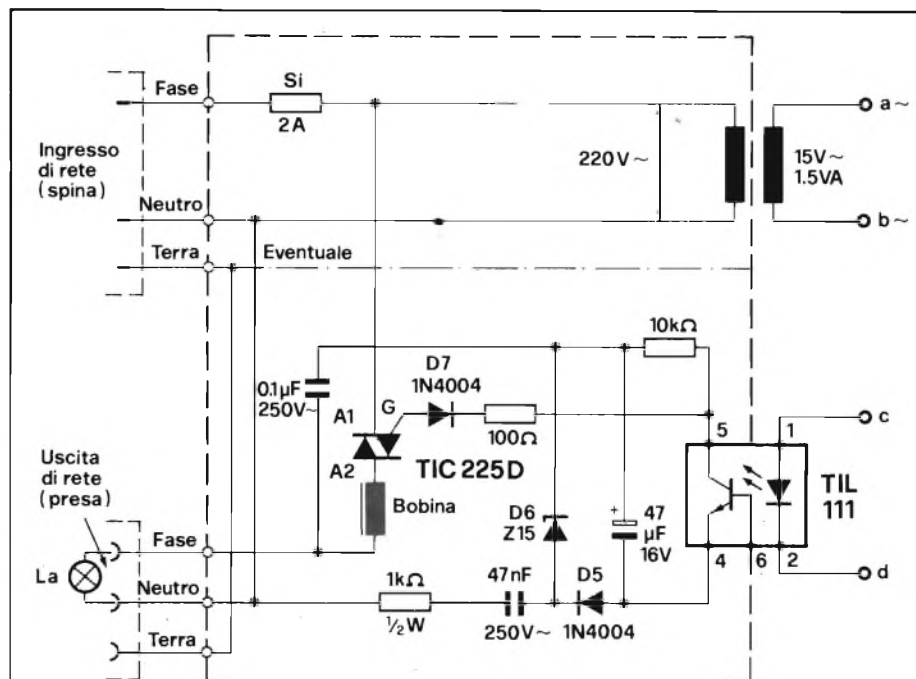 Fase
Si
2A
a~
Ingresso
di rete
(spina)
220V~
15V~
1.5VA
Neutro
b~
Terra
Eventuale
10kΩ
D7
1N4004
0.1µF
250V~
A1
G
100Ω
c
5
1
A2
TIC 225D
TIL
111
Uscita
di rete
(presa)
Bobina
D6
Z15
+
47
µF
16V
Fase
4
6
2
La
1kΩ
47nF
D5
d
Neutro
½W
250V~
1N4004
Terra